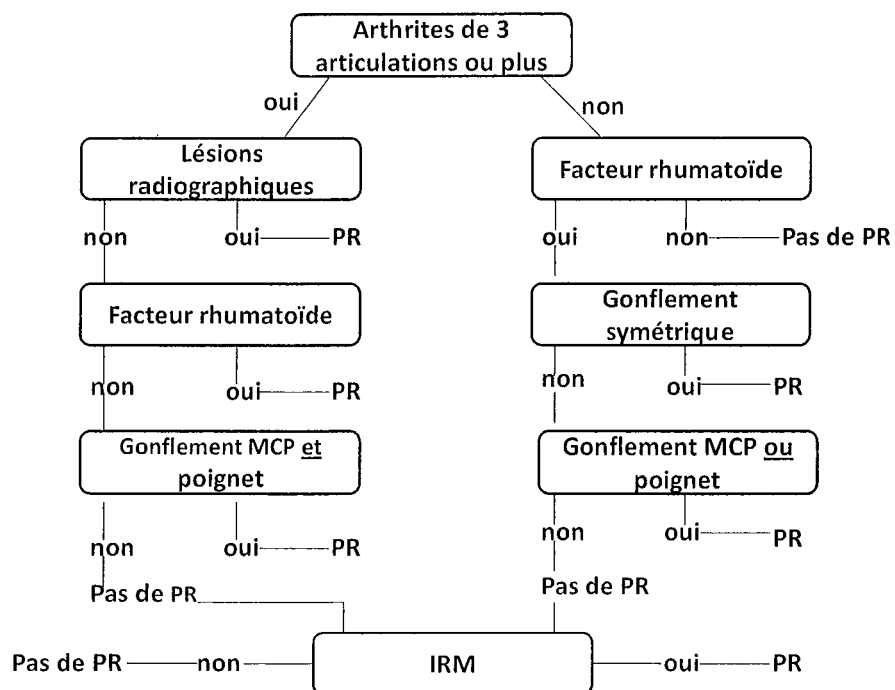 Arthrites de 3
articulations ou plus
oui
non
Lésions
radiographiques
Facteur rhumatoïde
non
oui
PR
oui
non
Pas de PR
Facteur rhumatoïde
Gonflement
symétrique
non
oui
PR
non
oui
PR
Gonflement MCP et
poignet
Gonflement MCP ou
poignet
non
oui
PR
non
oui
PR
Pas de PR
Pas de PR
Pas de PR
non
IRM
oui
PR